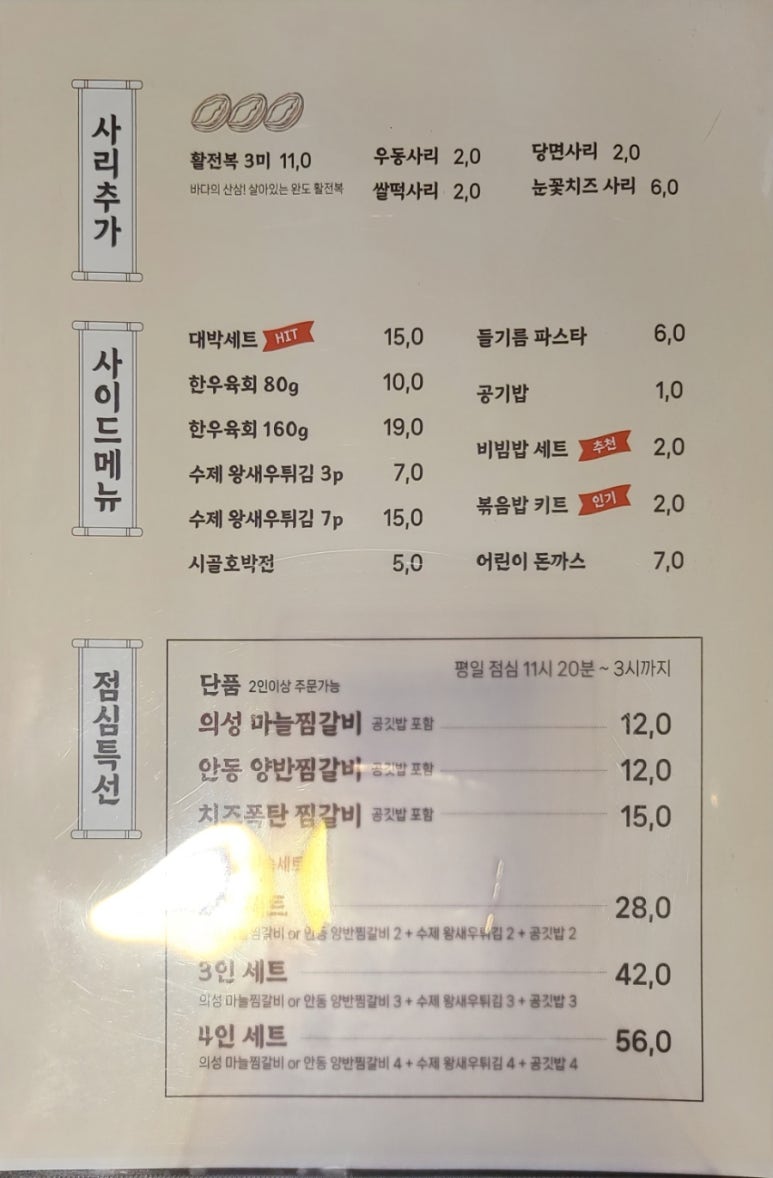 사리추가
활전복 3미 11,0
바다의 산삼! 살아있는 완도 활전복
우동사리 2,0
쌀떡사리 2,0
당면사리 2,0
눈꽃치즈 사리 6,0
사이드메뉴
대박세트 HIT 15,0
한우육회 80g 10,0
한우육회 160g 19,0
수제 왕새우튀김 3p 7,0
수제 왕새우튀김 7p 15,0
시골호박전 5,0
들기름 파스타 6,0
공기밥 1,0
비빔밥 세트 추천 2,0
볶음밥 키트 인기 2,0
어린이 돈까스 7,0
점심특선
평일 점심 11시 20분 ~ 3시까지
단품 2인이상 주문가능
의성 마늘찜갈비 공깃밥 포함 12,0
안동 양반찜갈비 공깃밥 포함 12,0
치즈폭탄 찜갈비 공깃밥 포함 15,0
세트
28,0
찜갈비 or 안동 양반찜갈비 2 + 수제 왕새우튀김 2 + 공깃밥 2
3인 세트 42,0
의성 마늘찜갈비 or 안동 양반찜갈비 3 + 수제 왕새우튀김 3 + 공깃밥 3
4인 세트 56,0
의성 마늘찜갈비 or 안동 양반찜갈비 4 + 수제 왕새우튀김 4 + 공깃밥 4